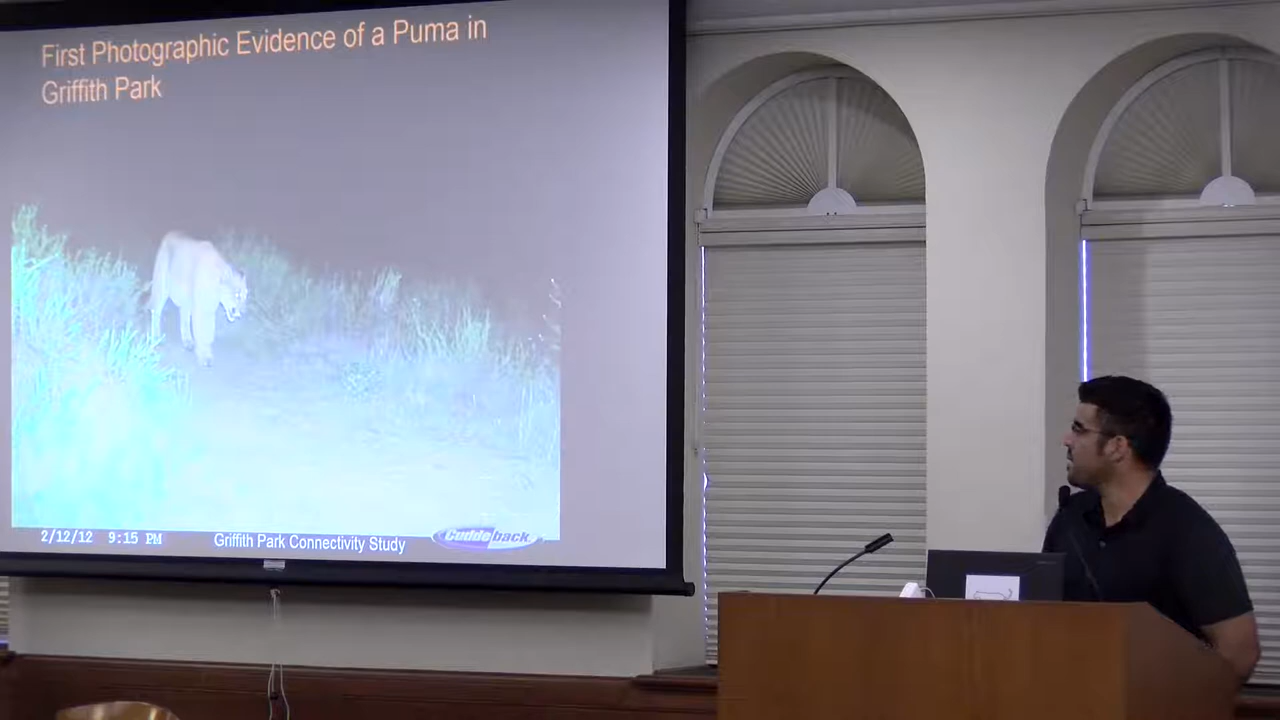 First Photographic Evidence of a Puma in
Griffith Park
2/12/12 9:15 PM
Griffith Park Connectivity Study
Cuddeback